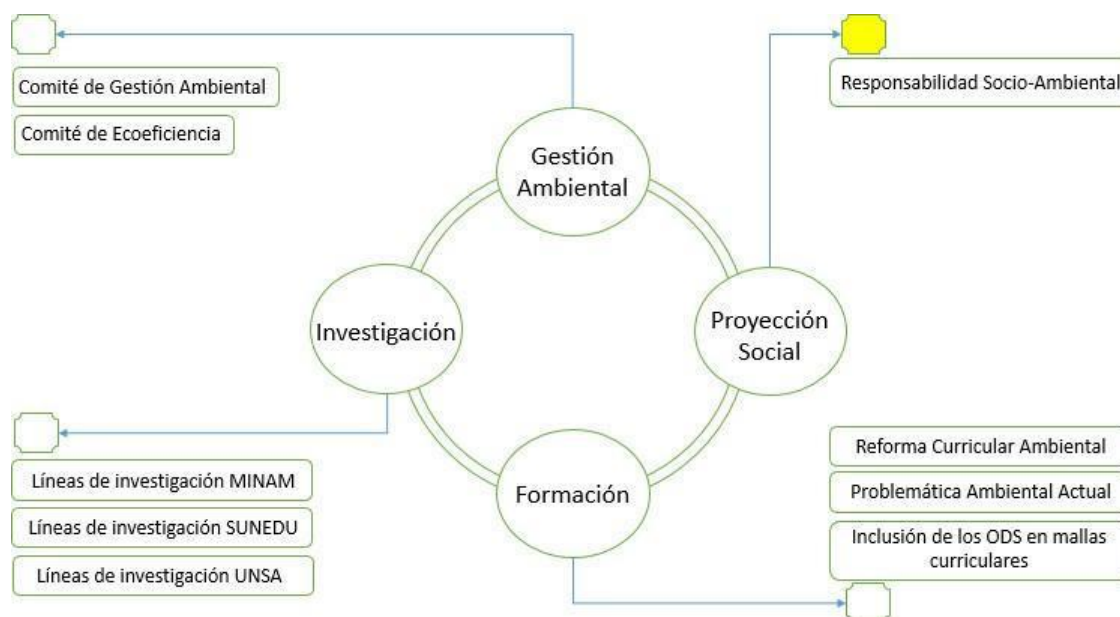 Comité de Gestión Ambiental
Comité de Ecoeficiencia
Responsabilidad Socio-Ambiental
Gestión
Ambiental
Investigación
Proyección
Social
Formación
Líneas de investigación MINAM
Líneas de investigación SUNEDU
Líneas de investigación UNSA
Reforma Curricular Ambiental
Problemática Ambiental Actual
Inclusión de los ODS en mallas
curriculares